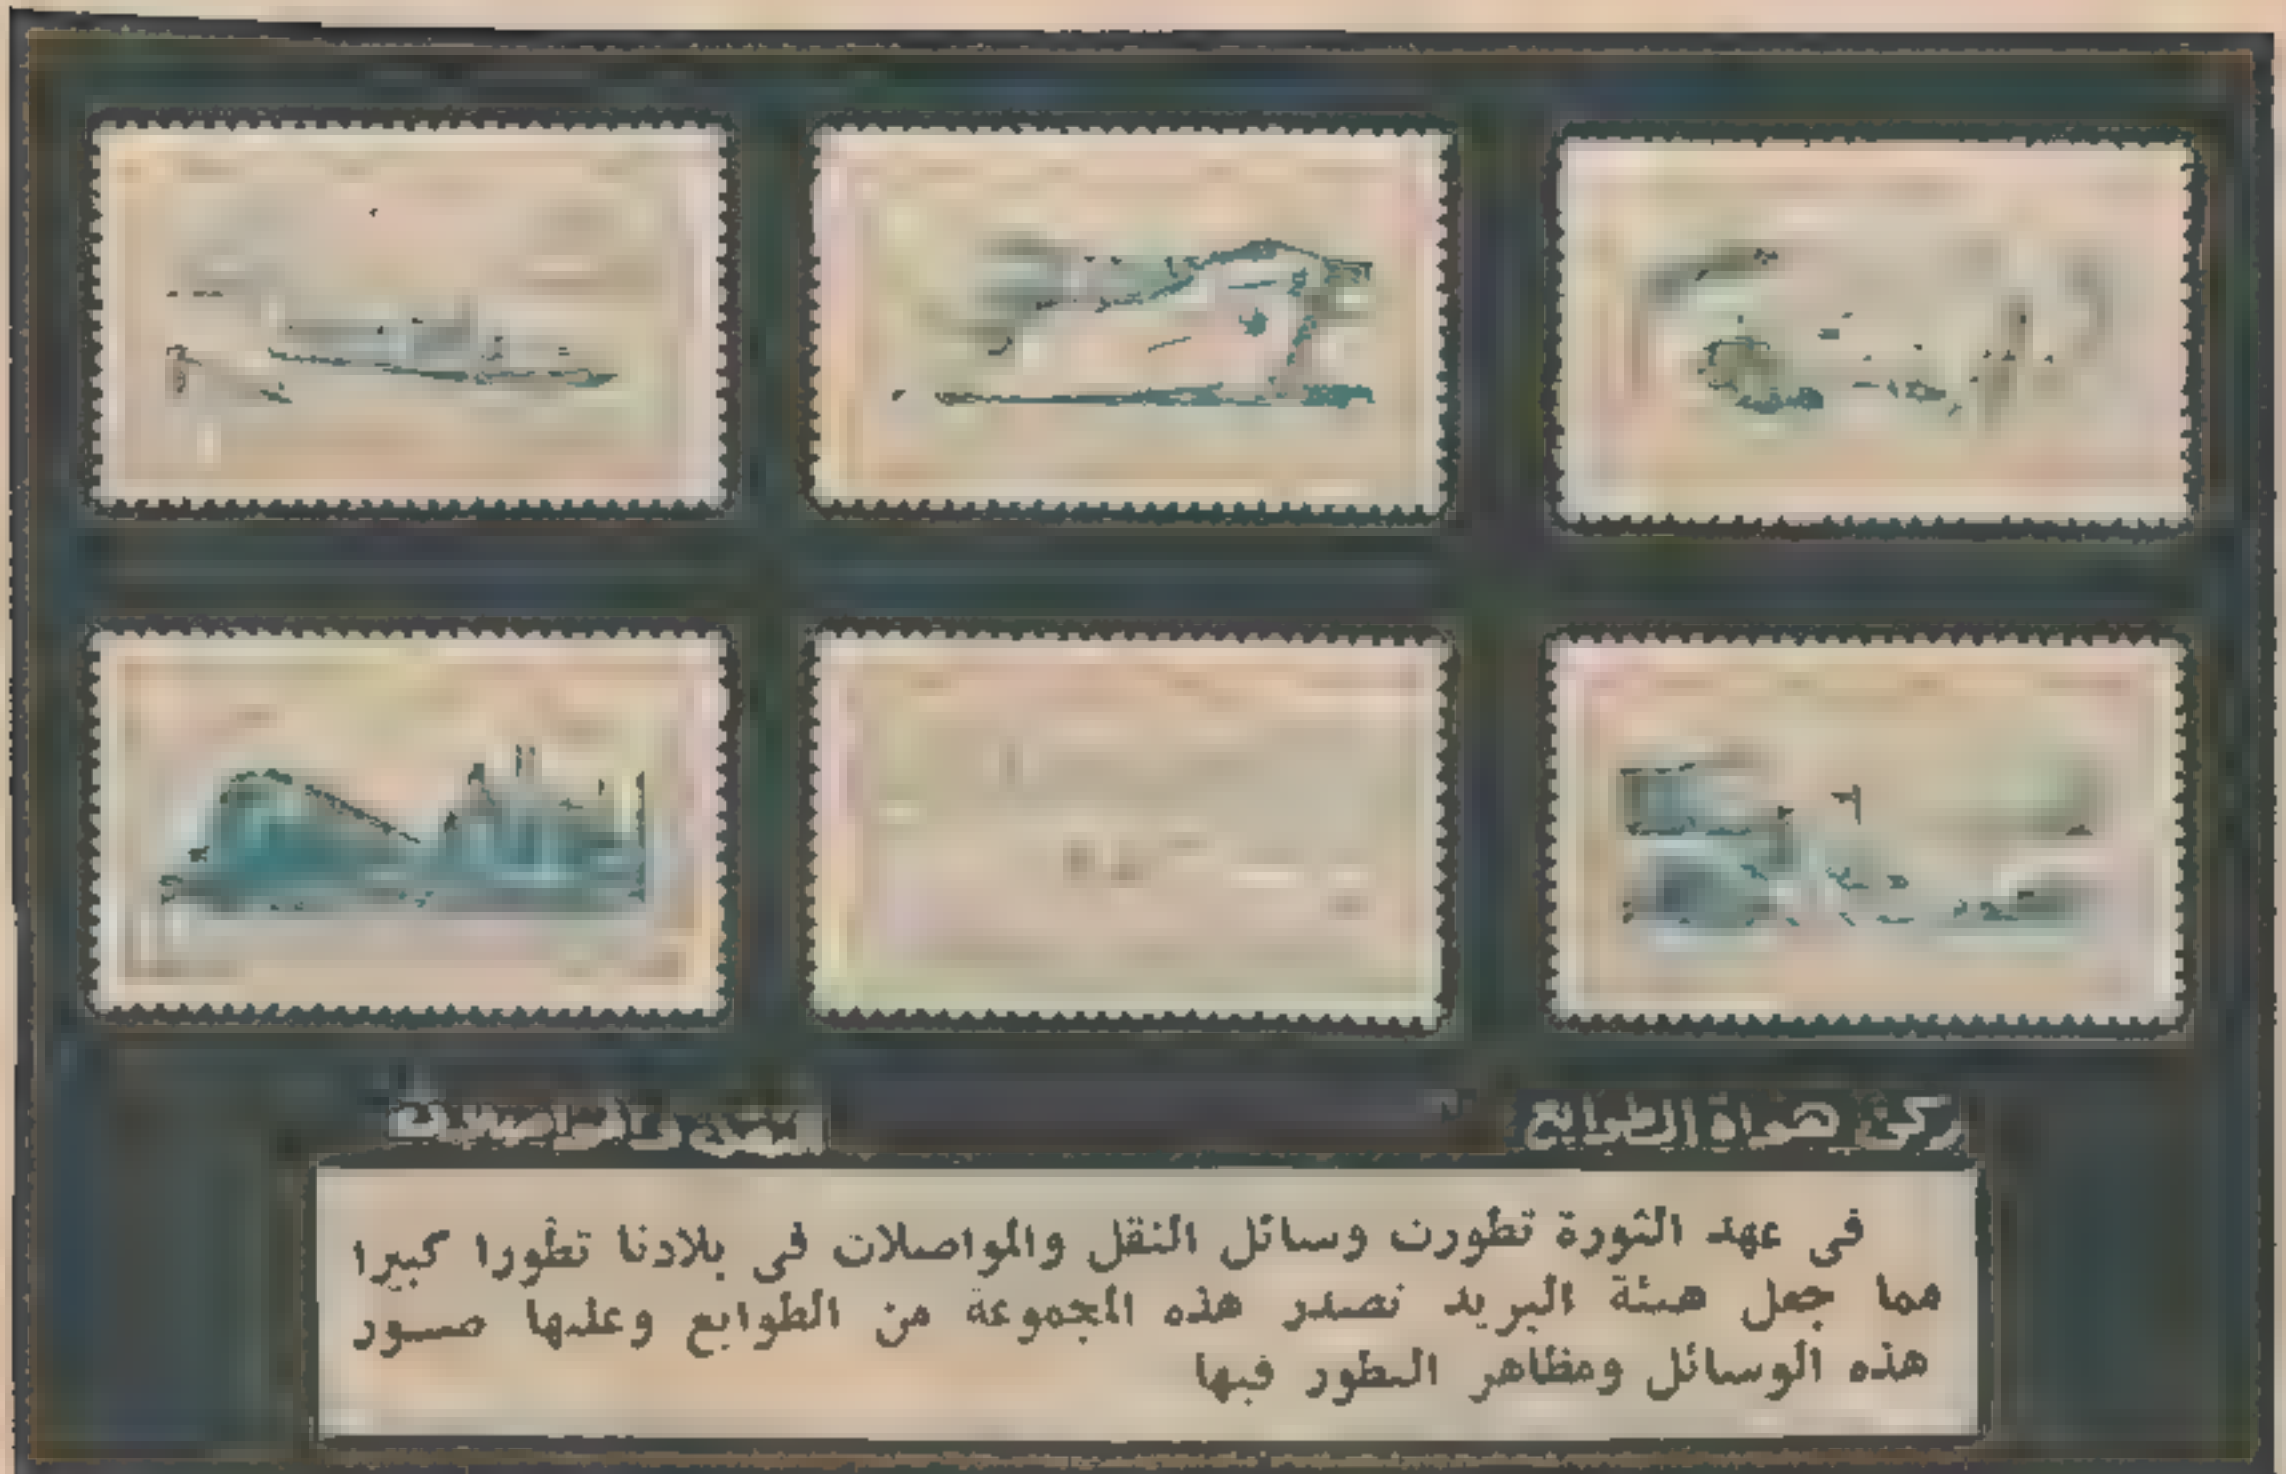 ركن هواة الطوابع
فى عهد الثورة تطورت وسائل النقل والمواصلات فى بلادنا تطورا كبيرا
مما جعل هيئة البريد تصدر هذه المجموعة من الطوابع وعليها صور
هذه الوسائل ومظاهر التطور فيها